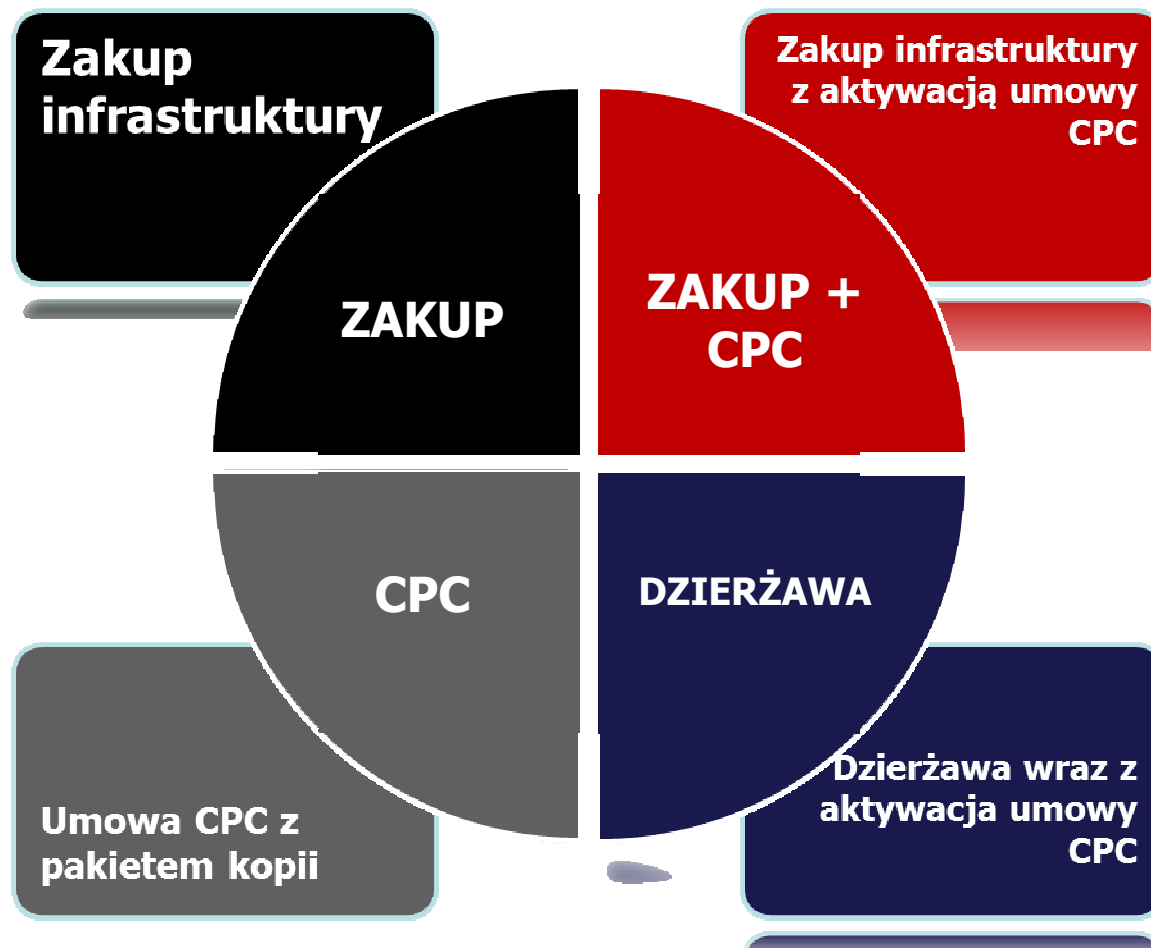 Zakup
infrastruktury
Zakup infrastruktury
z aktywacją umowy
CPC
ZAKUP
ZAKUP +
CPC
CPC
DZIERŻAWA
Umowa CPC z
pakietem kopii
Dzierżawa wraz z
aktywacja umowy
CPC